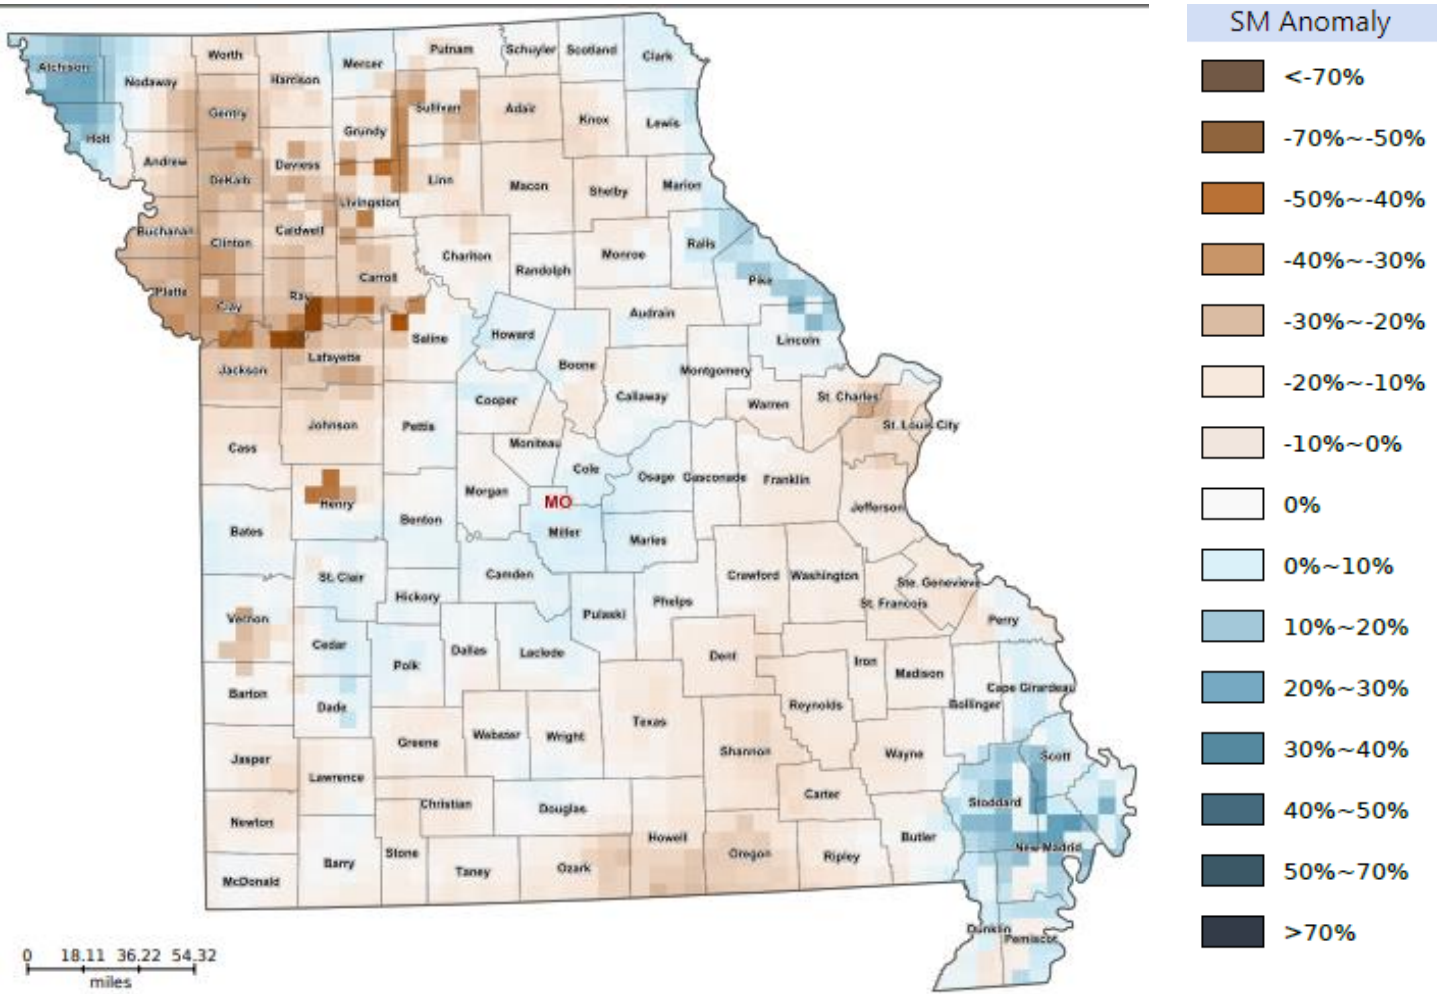 SM Anomaly
<-70%
-70%~-50%
-50%~-40%
-40%~-30%
-30%~-20%
-20%~-10%
-10%~0%
0%
0%~10%
10%~20%
20%~30%
30%~40%
40%~50%
50%~70%
>70%
Atchison
Nodaway
Worth
Harrison
Mercer
Putnam
Schuyler
Scotland
Clark
Holt
Gentry
Grundy
Sullivan
Adair
Knox
Lewis
Andrew
DeKalb
Daviess
Livingston
Linn
Macon
Shelby
Marion
Buchanan
Clinton
Caldwell
Carroll
Chariton
Randolph
Monroe
Ralls
Pike
Platte
Clay
Ray
Saline
Howard
Boone
Audrain
Lincoln
Jackson
Lafayette
Cooper
Callaway
Montgomery
Warren
St. Charles
St. Louis City
Cass
Johnson
Pettis
Moniteau
Cole
Osage
Gasconade
Franklin
Jefferson
Henry
Morgan
MO
Bates
Benton
Miller
Maries
St. Clair
Hickory
Camden
Pulaski
Phelps
Crawford
Washington
Ste. Genevieve
St. Francois
Perry
Vernon
Cedar
Polk
Dallas
Laclede
Dent
Iron
Madison
Bollinger
Cape Girardeau
Barton
Dade
Greene
Webster
Wright
Texas
Shannon
Reynolds
Wayne
Scott
Jasper
Lawrence
Christian
Douglas
Carter
Stoddard
Newton
Barry
Stone
Taney
Ozark
Howell
Oregon
Ripley
Butler
New Madrid
McDonald
Dunklin
Pemiscot
0 18.11 36.22 54.32
miles